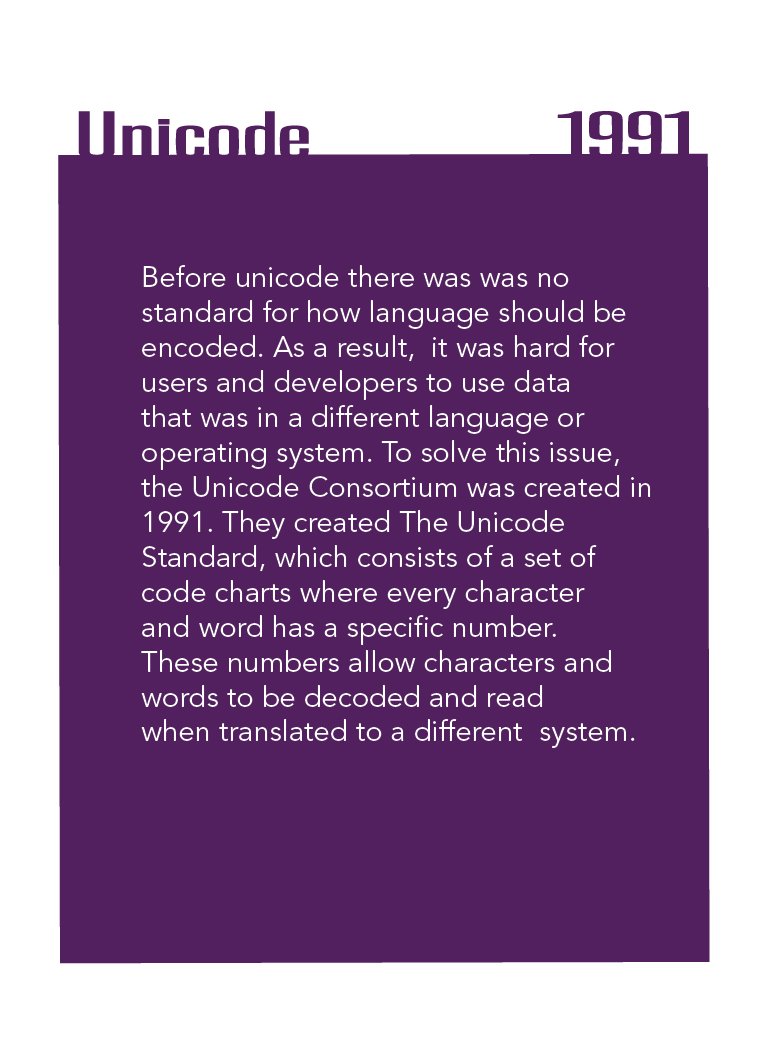 Unicode 1991
Before unicode there was was no
standard for how language should be
encoded. As a result,  it was hard for
users and developers to use data
that was in a different language or
operating system. To solve this issue,
the Unicode Consortium was created in
1991. They created The Unicode
Standard, which consists of a set of
code charts where every character
and word has a specific number.
These numbers allow characters and
words to be decoded and read
when translated to a different  system.